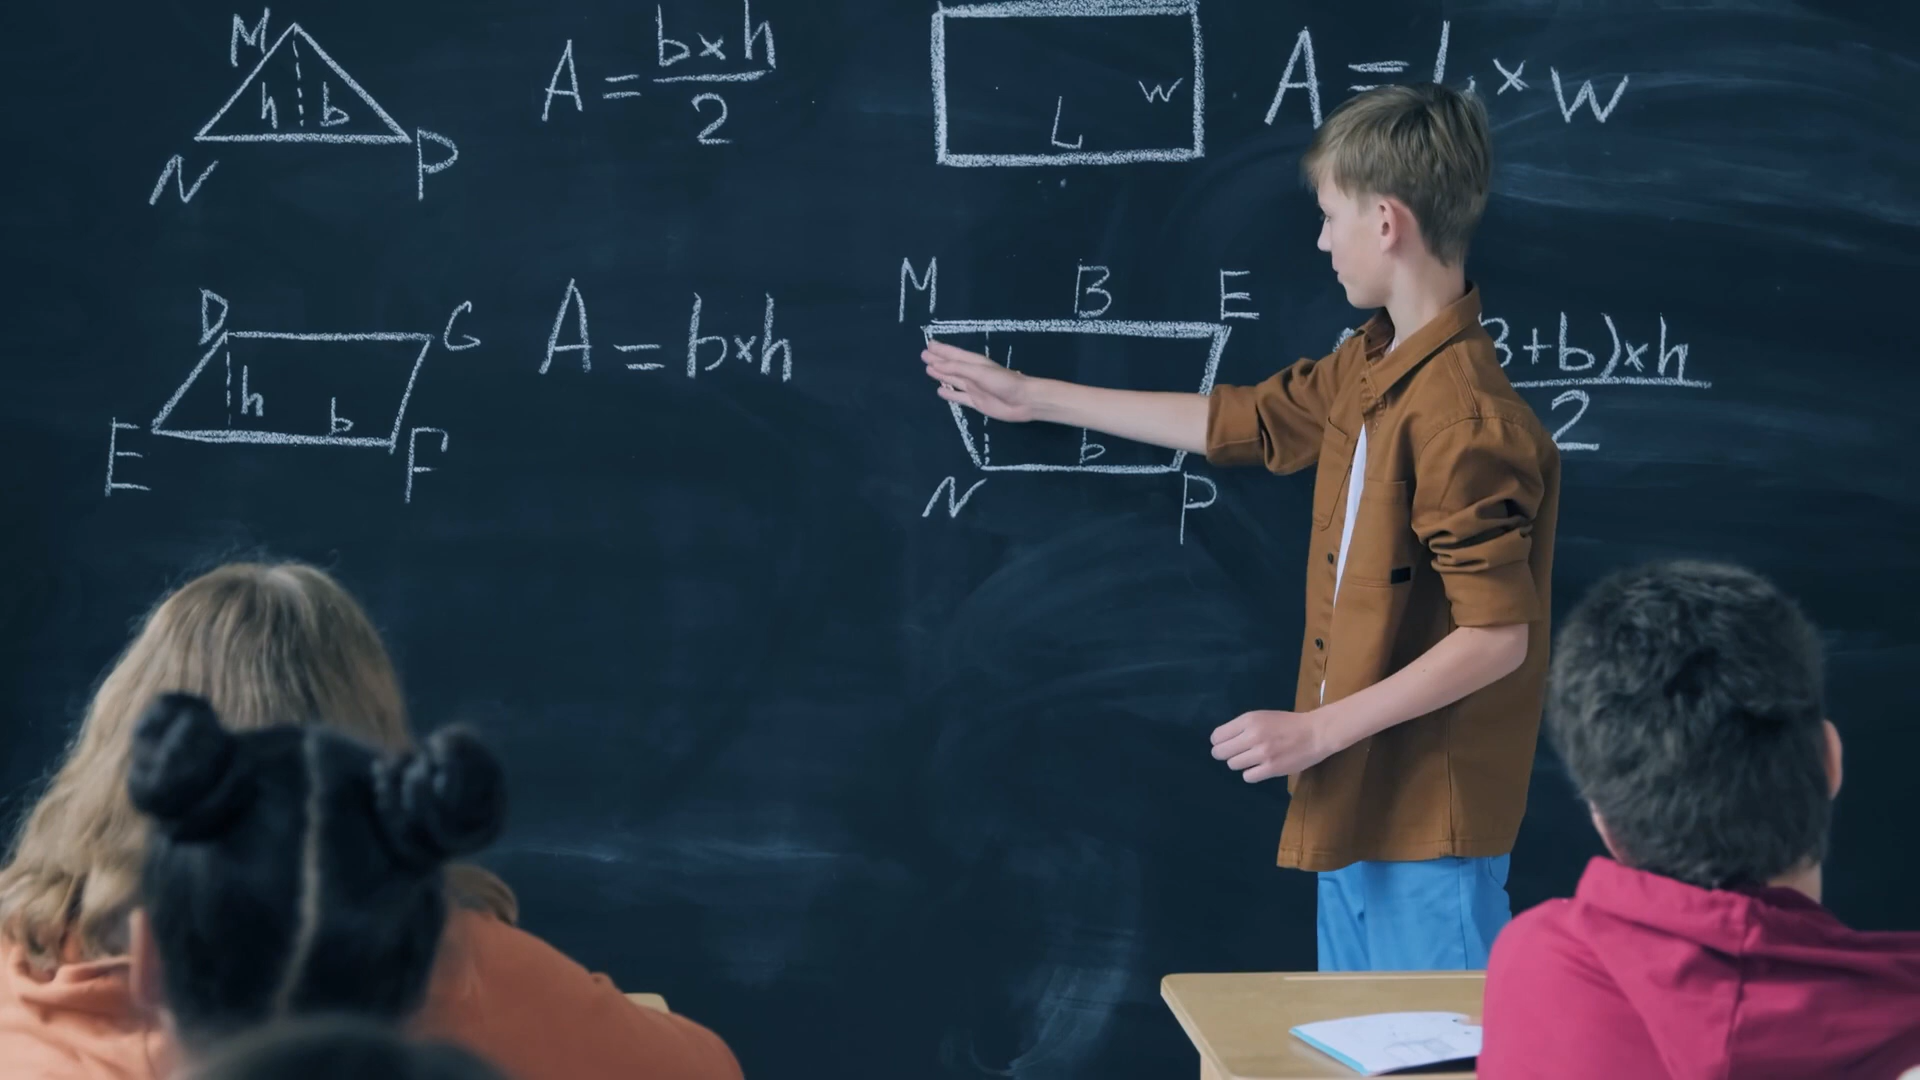 M
h b
N P
A = b×h
2
L w
A = L × w
D G
h b
E F
A = b×h
M B E
b
N P
B+b)×h
2